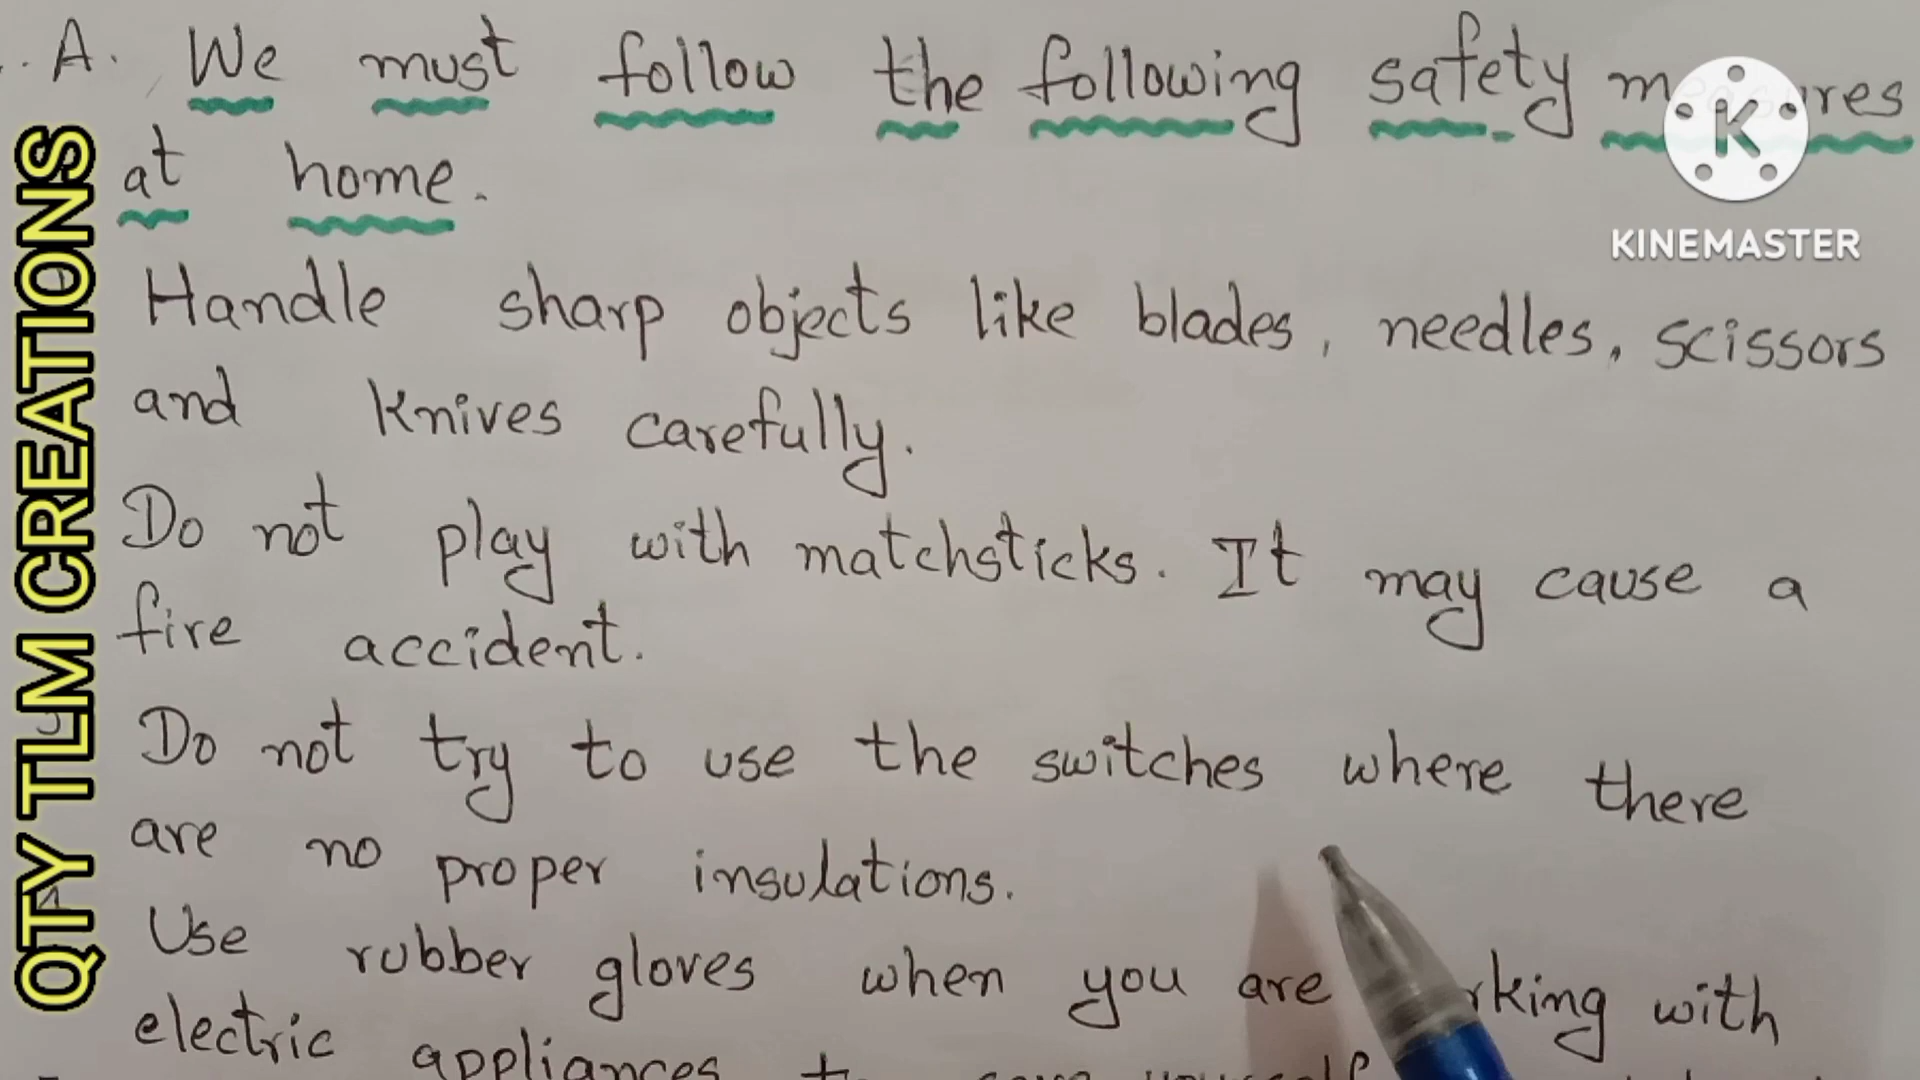 A. We must follow the following safety measures
at home.
Handle sharp objects like blades, needles, scissors
and knives carefully.
Do not play with matchsticks. It may cause a
fire accident.
Do not try to use the switches where there
are no proper insulations.
Use rubber gloves when you are with
electric appliances
KINEMASTER
QTY TLM CREATIONS